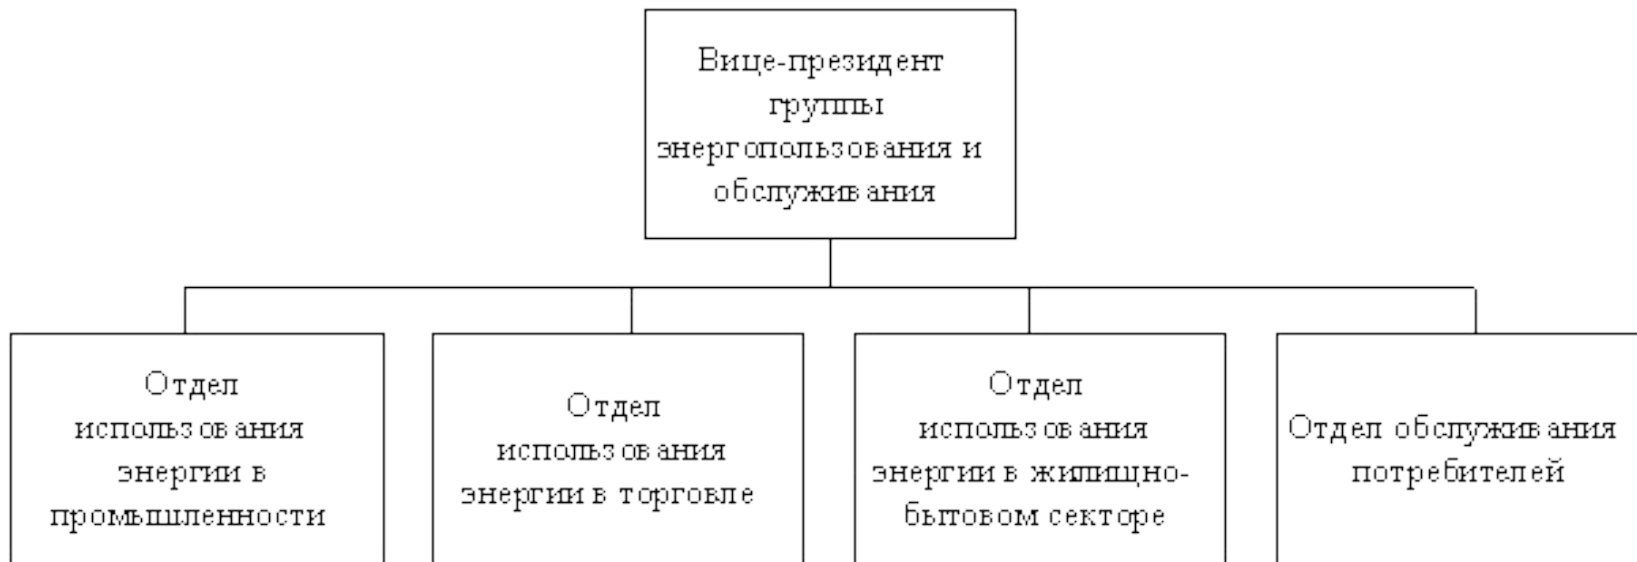 Вице-президент
группы
энергопользования и
обслуживания
Отдел
использования
энергии в
промышленности
Отдел
использования
энергии в торговле
Отдел
использования
энергии в жилищно-
бытовом секторе
Отдел обслуживания
потребителей